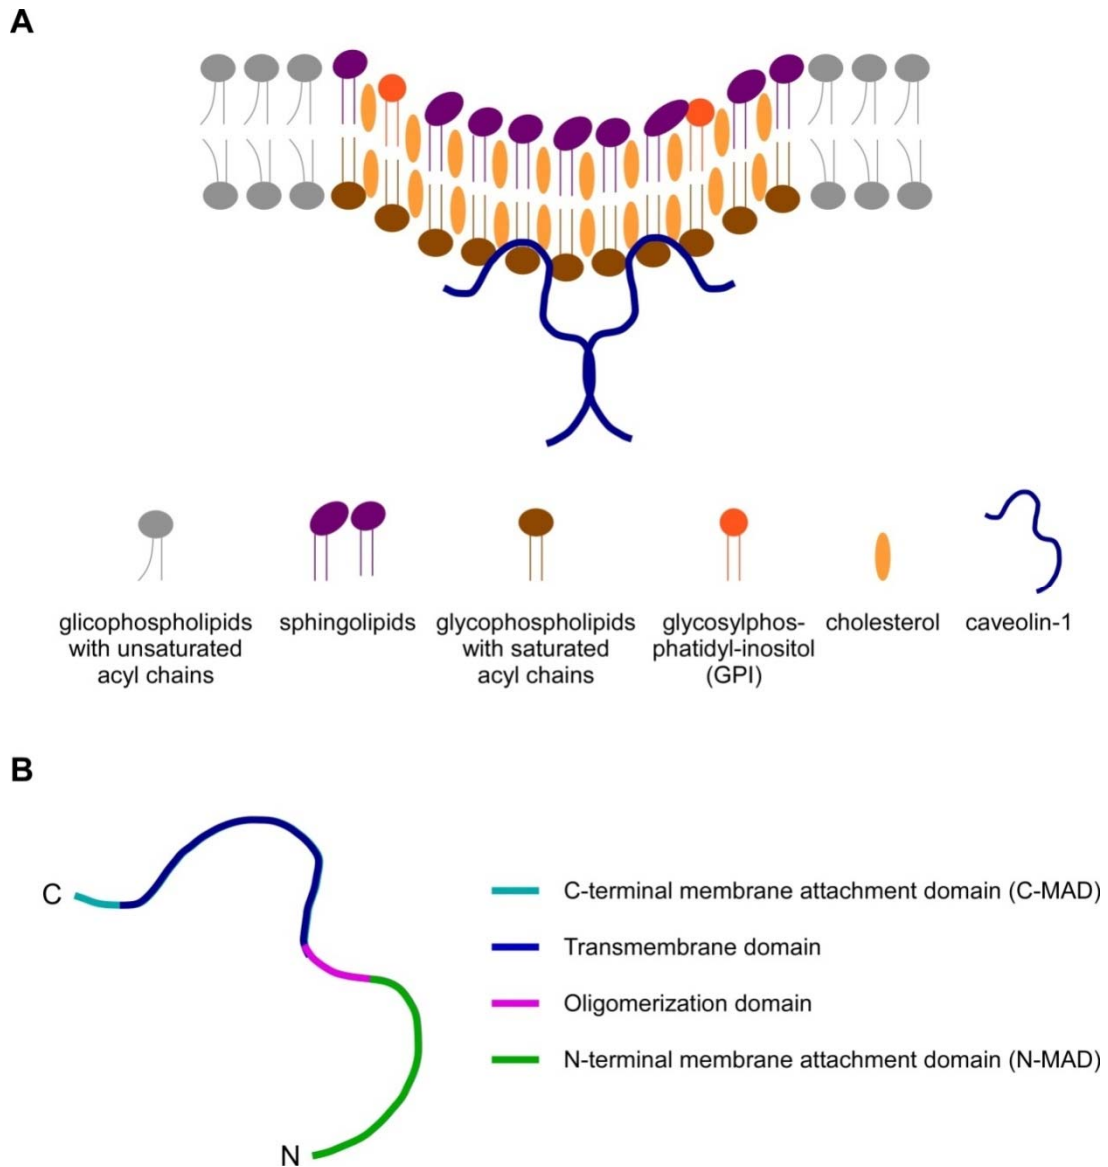 A
glicophospholipids
with unsaturated
acyl chains
sphingolipids
glycophospholipids
with saturated
acyl chains
glycosylphos-
phatidyl-inositol
(GPI)
cholesterol
caveolin-1
B
C
N
C-terminal membrane attachment domain (C-MAD)
Transmembrane domain
Oligomerization domain
N-terminal membrane attachment domain (N-MAD)